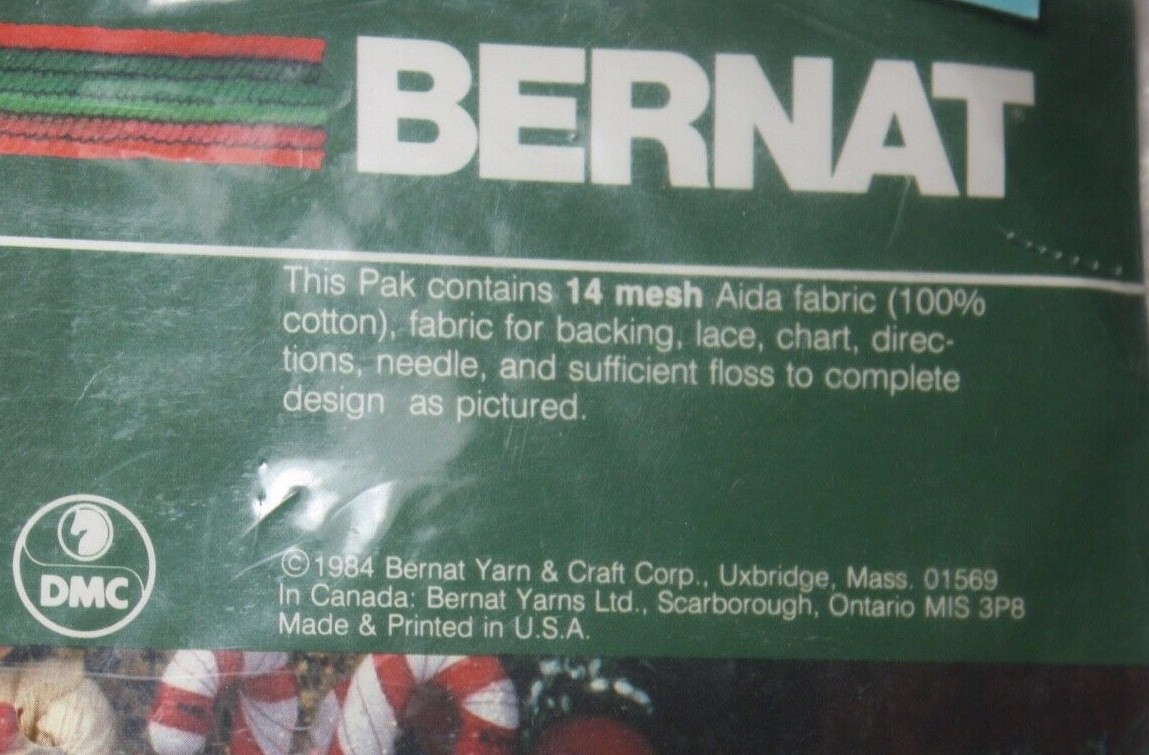 BERNAT
This Pak contains 14 mesh Aida fabric (100%
cotton), fabric for backing, lace, chart, direc-
tions, needle, and sufficient floss to complete
design as pictured.
DMC
©1984 Bernat Yarn & Craft Corp., Uxbridge, Mass. 01569
In Canada: Bernat Yarns Ltd., Scarborough, Ontario MIS 3P8
Made & Printed in U.S.A.